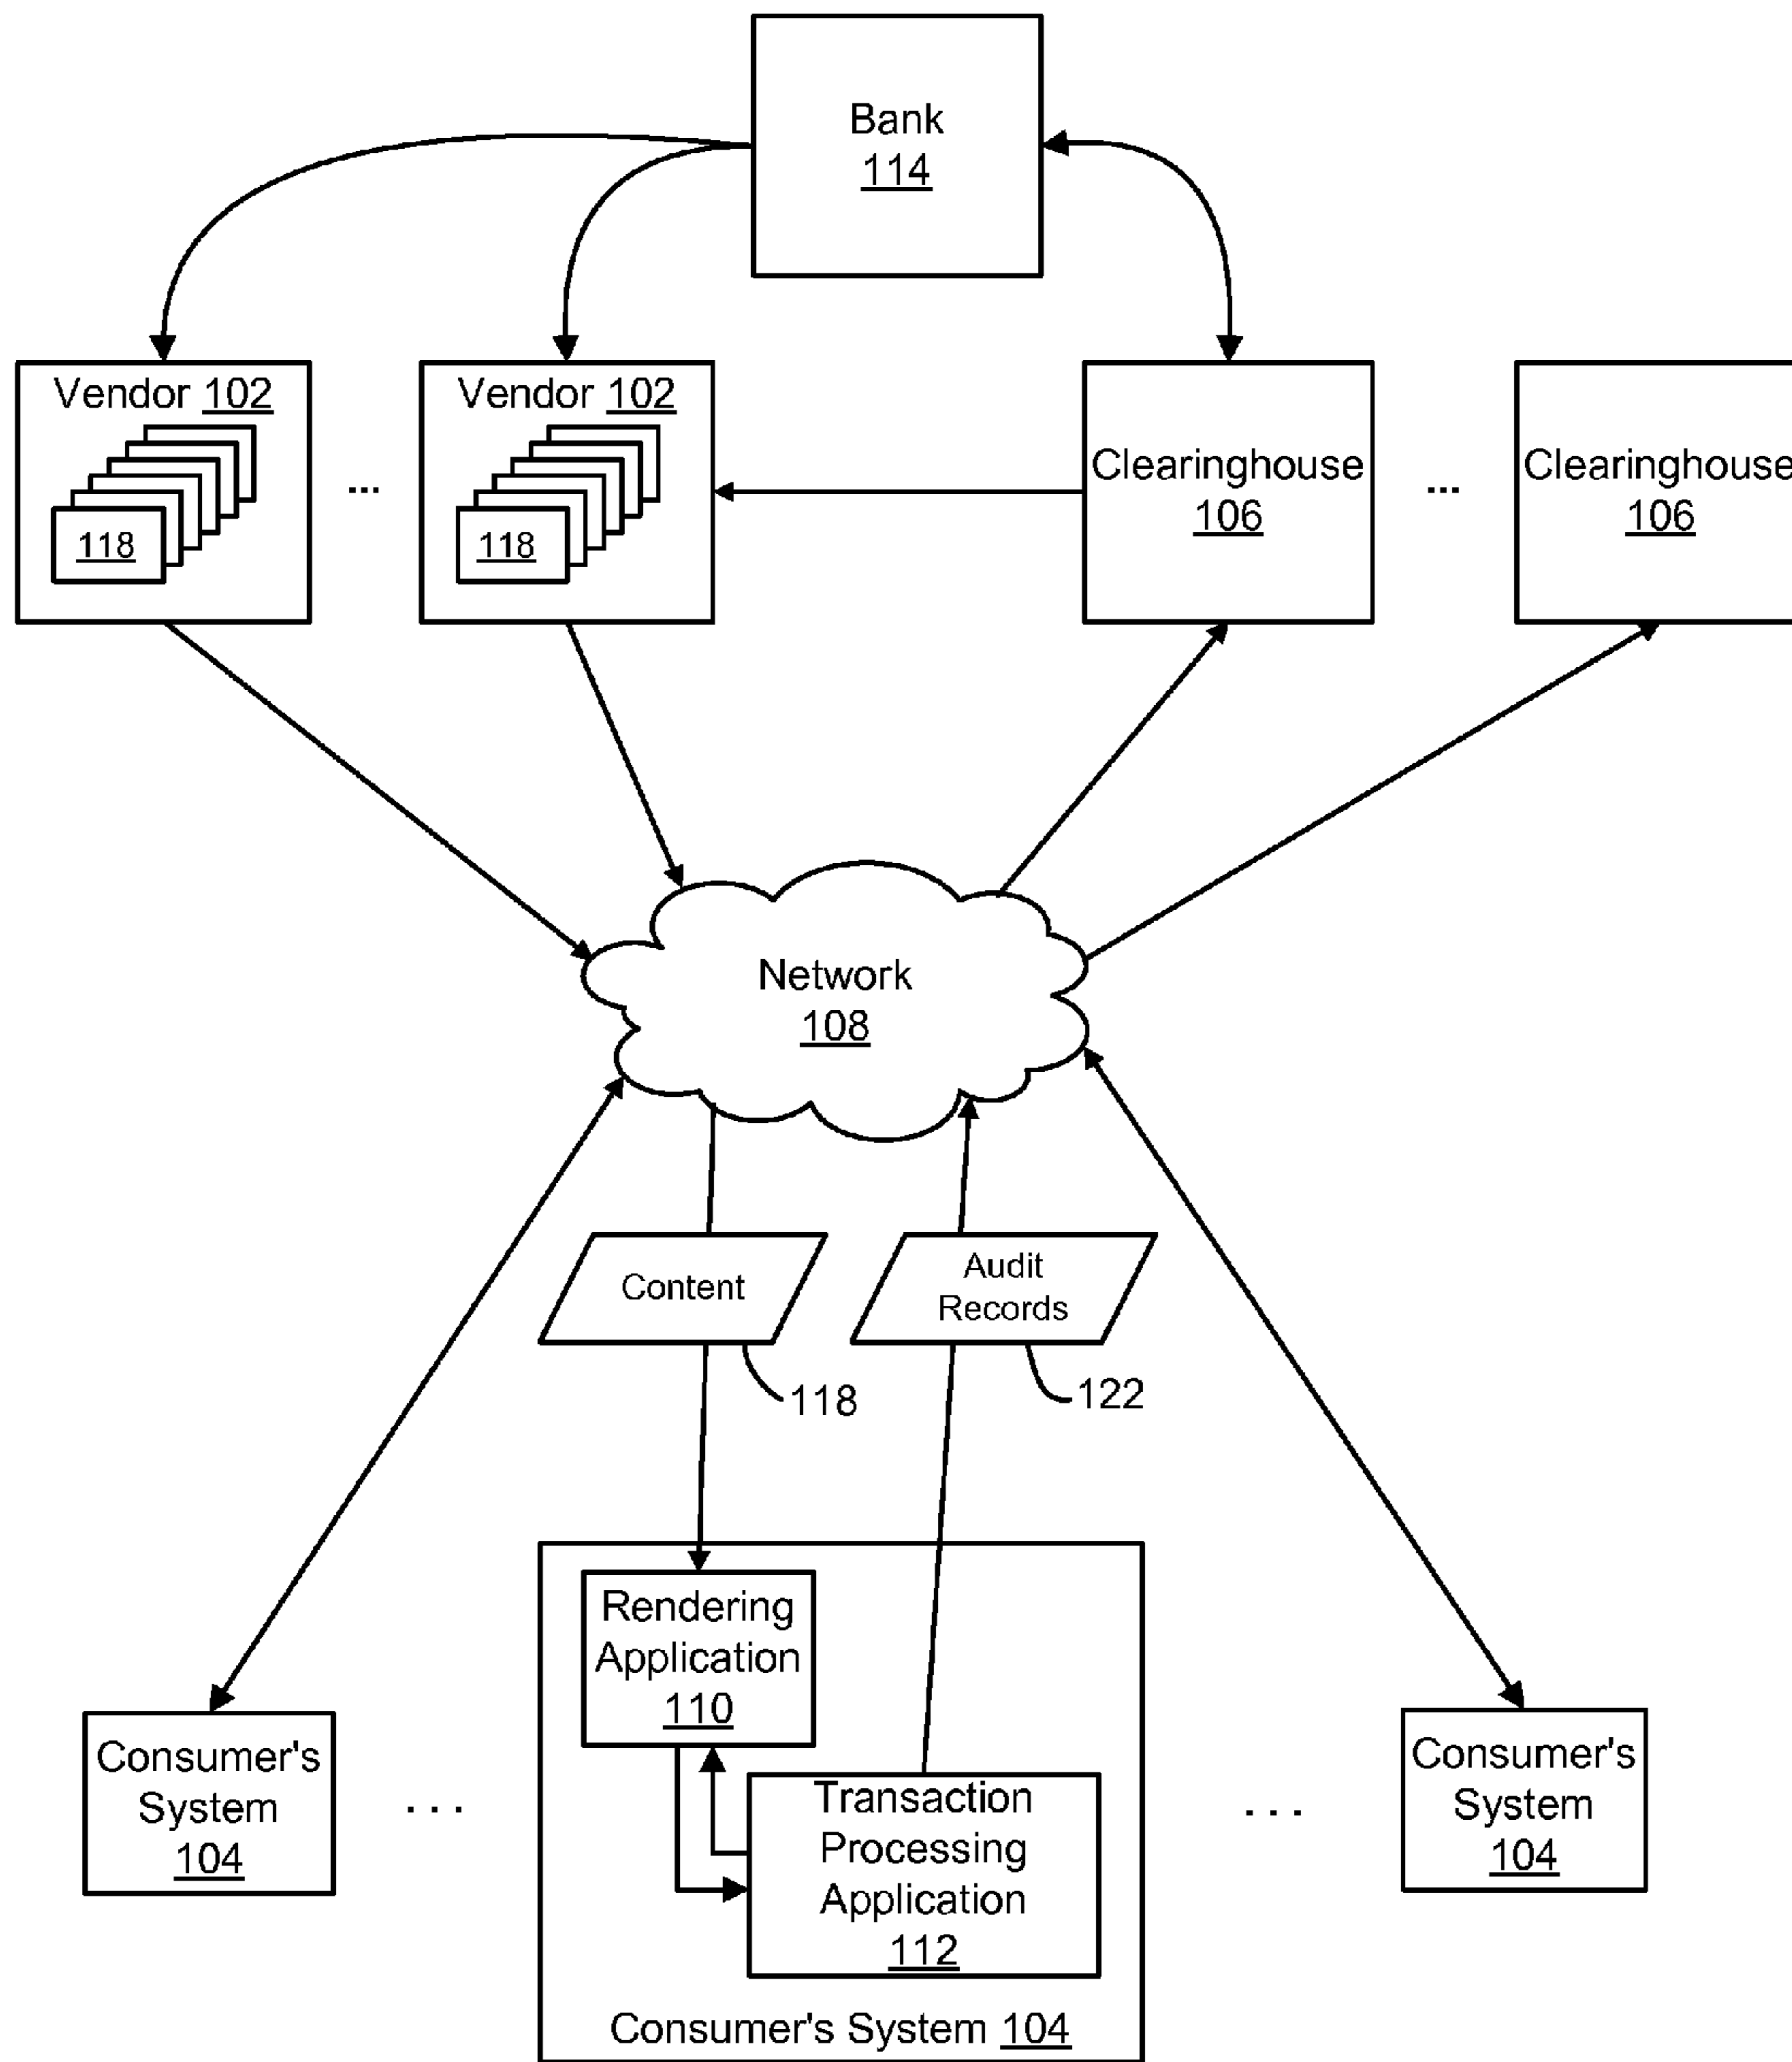 Bank
114
Vendor 102
118
...
Vendor 102
118
Clearinghouse
106
...
Clearinghouse
106
Network
108
Content
118
Audit
Records
122
Rendering
Application
110
Transaction
Processing
Application
112
Consumer's System 104
Consumer's
System
104
. . .
. . .
Consumer's
System
104